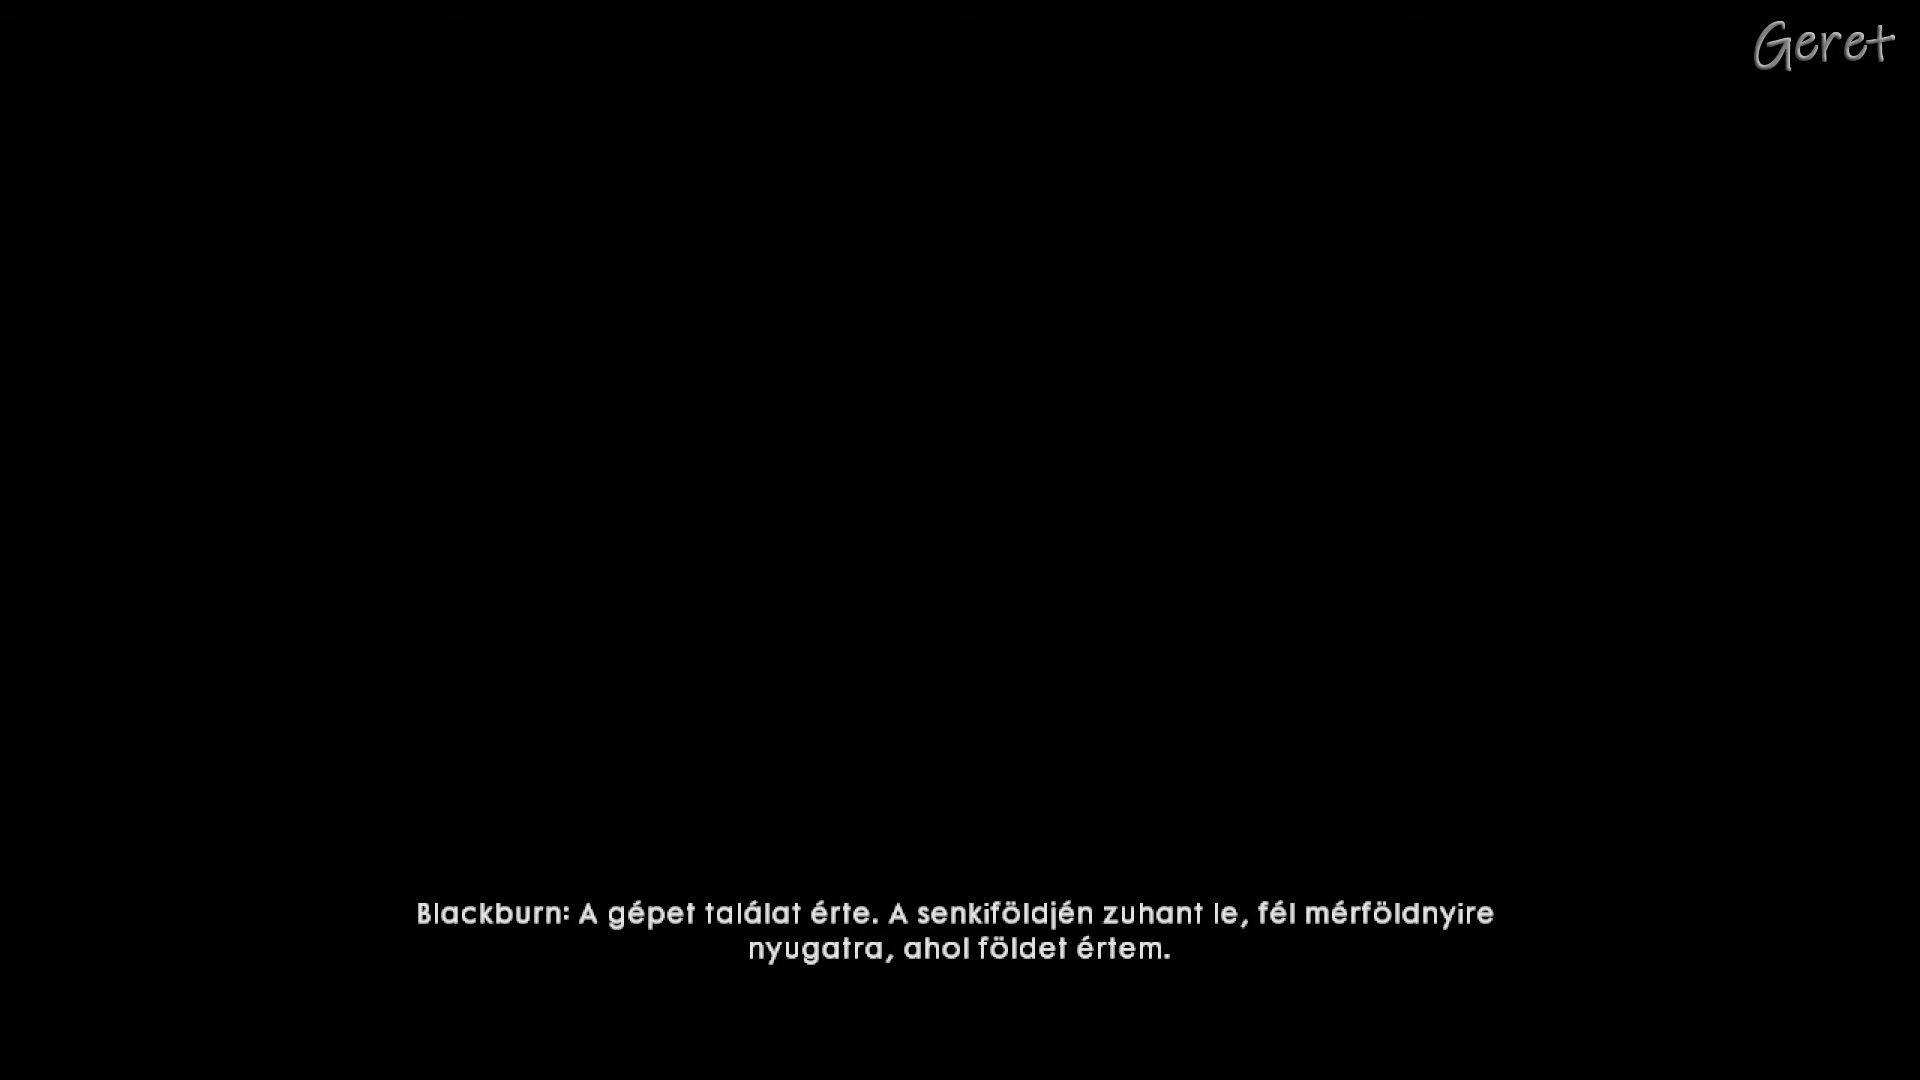 Geret
Blackburn: A gépet találat érte. A senkiföldjén zuhant le, fél mérföldnyire
nyugatra, ahol földet értem.